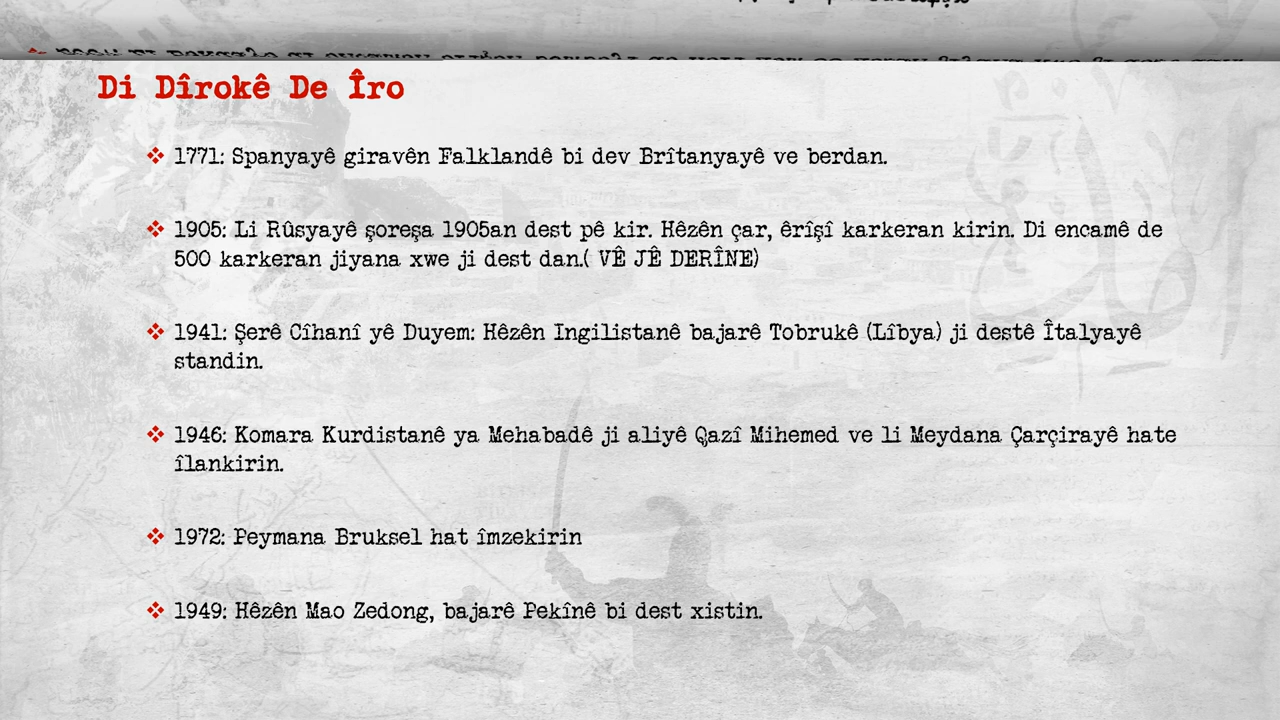 Di Dîrokê De Îro
❖ 1771: Spanyayê giravên Falklandê bi dev Brîtanyayê ve berdan.
❖ 1905: Li Rûsyayê şoreşa 1905an dest pê kir. Hêzên çar, êrîşî karkeran kirin. Di encamê de
500 karkeran jiyana xwe ji dest dan.( VÊ JÊ DERÎNE)
❖ 1941: Şerê Cîhanî yê Duyem: Hêzên Ingilistanê bajarê Tobrukê (Lîbya) ji destê Îtalyayê
standin.
❖ 1946: Komara Kurdistanê ya Mehabadê ji aliyê Qazî Mihemed ve li Meydana Çarçirayê hate
îlankirin.
❖ 1972: Peymana Bruksel hat îmzekirin
❖ 1949: Hêzên Mao Zedong, bajarê Pekînê bi dest xistin.